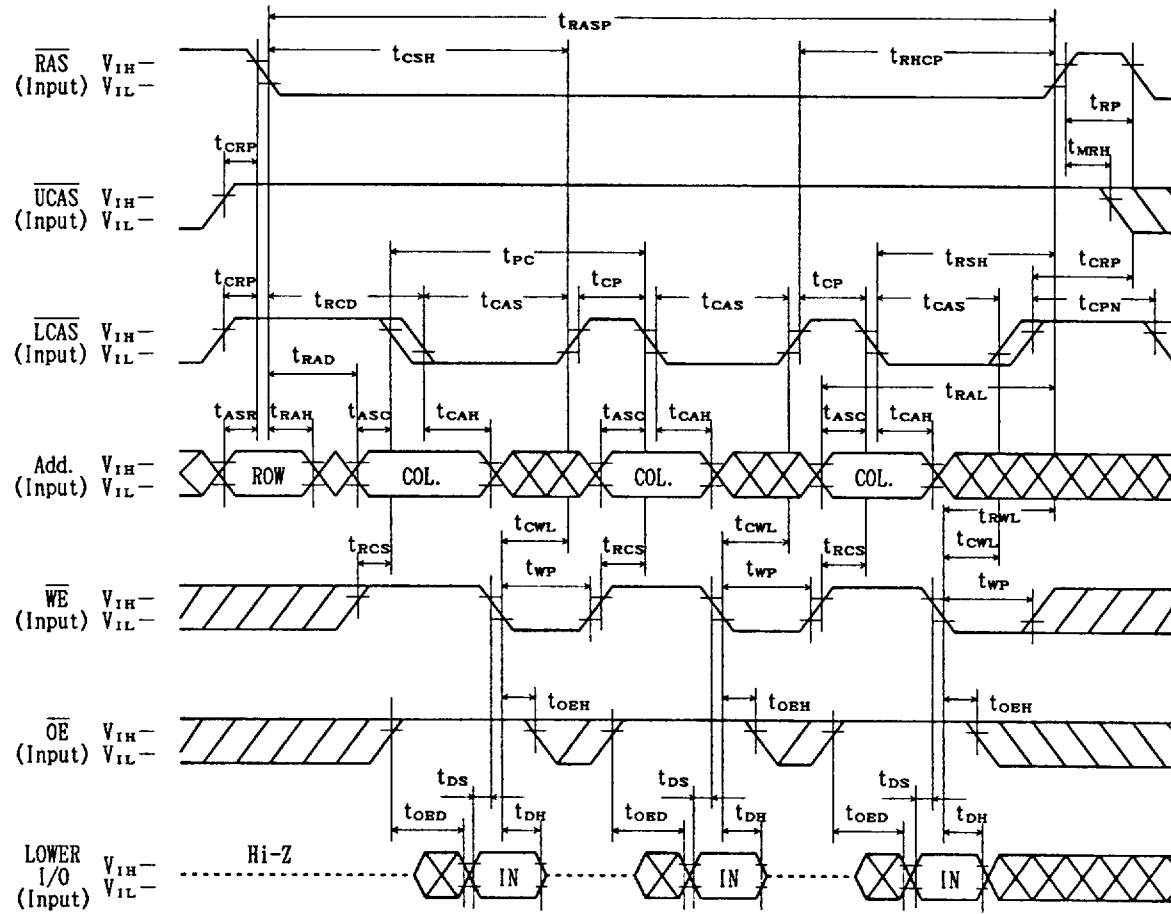 tRASP
tCSH
tRHCP
RAS VIH
(Input) VIL
tRP
tCRP
tMRH
UCAS VIH
(Input) VIL
tPC
tRSH
tCRP
tCRP
tRCD
tCAS
tCP
tCAS
tCP
tCAS
tCPN
LCAS VIH
(Input) VIL
tRAD
tRAL
tASR
tRAH
tASC
tCAH
tASC
tCAH
tASC
tCAH
Add. VIH
(Input) VIL
ROW
COL.
COL.
COL.
tRWL
tCWL
tCWL
tCWL
tRCS
tRCS
tRCS
tWP
tWP
tWP
WE VIH
(Input) VIL
tOEH
tOEH
tOEH
OE VIH
(Input) VIL
tDS
tDS
tDS
tOED
tDH
tOED
tDH
tOED
tDH
LOWER
I/O
(Input)
VIH
VIL
Hi-Z
IN
IN
IN